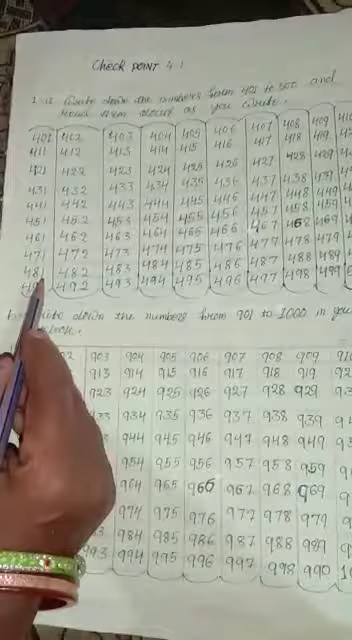 Check POINT 4.1
1. a. Write down the numbers from 401 to 500 and
read them aloud as you write.
401 402 403 404 405 406 407 408 409 410
411 412 413 414 415 416 417 418 419
421 422 423 424 425 426 427 428 429
431 432 433 434 435 436 437 438 439
441 442 443 444 445 446 447 448 449
451 452 453 454 455 456 457 458 459
461 462 463 464 465 466 467 468 469
471 472 473 474 475 476 477 478 479
481 482 483 484 485 486 487 488 489
492 493 494 495 496 497 498 499
down the numbers from 901 to 1000 in your
903 904 905 906 907 908 909 910
913 914 915 916 917 918 919
923 924 925 926 927 928 929
934 935 936 937 938 939
944 945 946 947 948 949
954 955 956 957 958 959
964 965 966 967 968 969
974 975 976 977 978 979
984 985 986 987 988 989
993 994 995 996 997 998 990